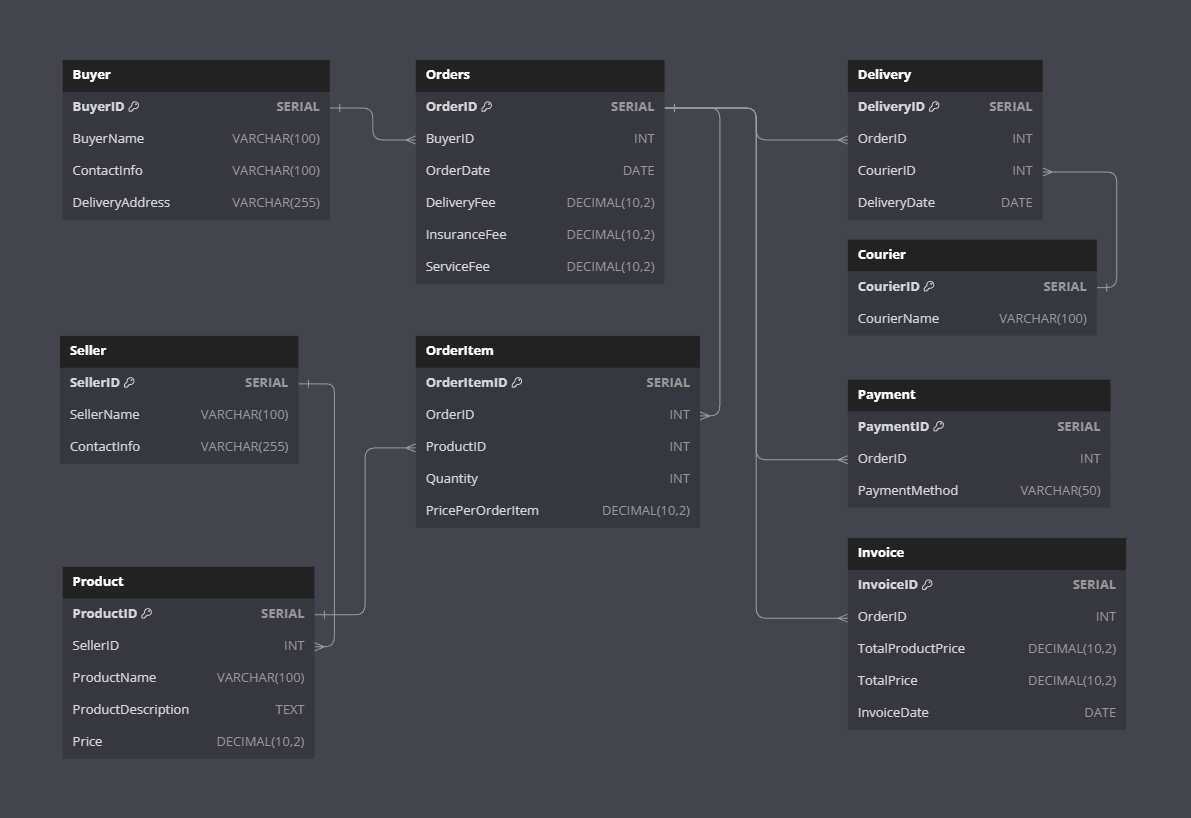 Buyer
BuyerID SERIAL
BuyerName VARCHAR(100)
ContactInfo VARCHAR(100)
DeliveryAddress VARCHAR(255)
Orders
OrderID SERIAL
BuyerID INT
OrderDate DATE
DeliveryFee DECIMAL(10,2)
InsuranceFee DECIMAL(10,2)
ServiceFee DECIMAL(10,2)
Delivery
DeliveryID SERIAL
OrderID INT
CourierID INT
DeliveryDate DATE
Courier
CourierID SERIAL
CourierName VARCHAR(100)
Seller
SellerID SERIAL
SellerName VARCHAR(100)
ContactInfo VARCHAR(255)
OrderItem
OrderItemID SERIAL
OrderID INT
ProductID INT
Quantity INT
PricePerOrderItem DECIMAL(10,2)
Payment
PaymentID SERIAL
OrderID INT
PaymentMethod VARCHAR(50)
Product
ProductID SERIAL
SellerID INT
ProductName VARCHAR(100)
ProductDescription TEXT
Price DECIMAL(10,2)
Invoice
InvoiceID SERIAL
OrderID INT
TotalProductPrice DECIMAL(10,2)
TotalPrice DECIMAL(10,2)
InvoiceDate DATE